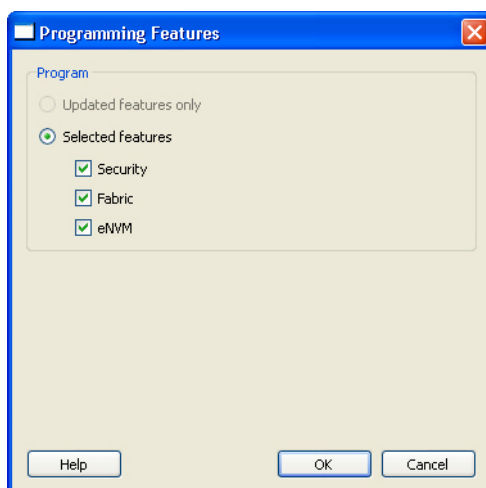 Programming Features
Program
Updated features only
Selected features
Security
Fabric
eNVM
Help
OK
Cancel